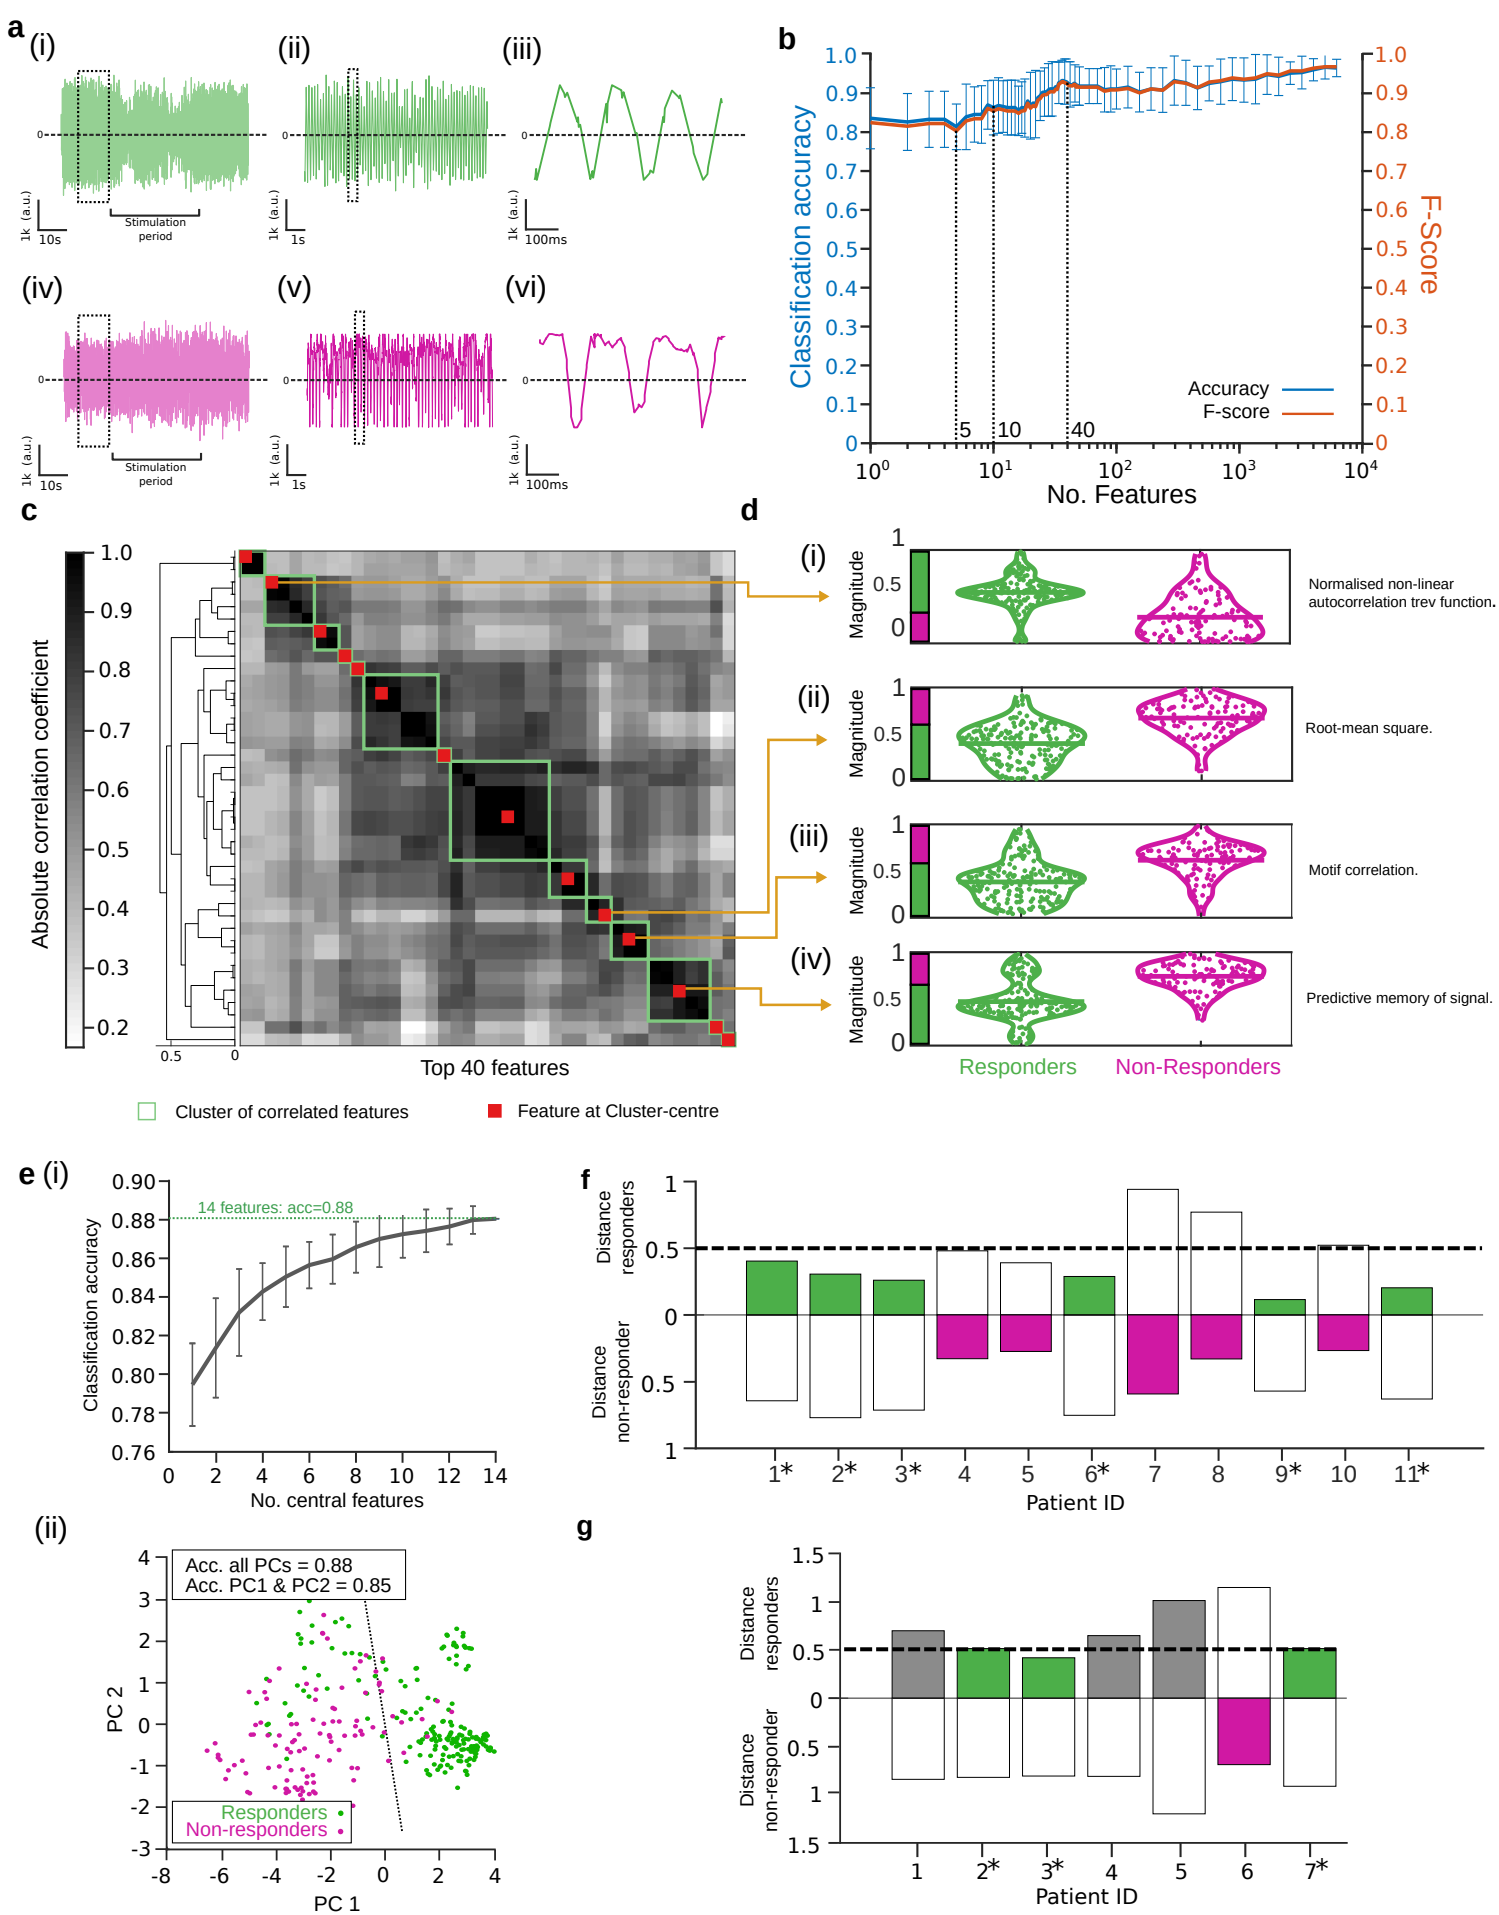 a
(i)
(ii)
(iii)
0
0
0
1k (a.u.)
10s
Stimulation
period
1k (a.u.)
1s
1k (a.u.)
100ms
(iv)
(v)
(vi)
0
0
0
1k (a.u.)
10s
Stimulation
period
1k (a.u.)
1s
1k (a.u.)
100ms
b
Classification accuracy
1.0
0.9
0.8
0.7
0.6
0.5
0.4
0.3
0.2
0.1
0
F-Score
1.0
0.9
0.8
0.7
0.6
0.5
0.4
0.3
0.2
0.1
0
Accuracy
F-score
5
10
40
10⁰
10¹
10²
10³
10⁴
No. Features
c
Absolute correlation coefficient
1.0
0.9
0.8
0.7
0.6
0.5
0.4
0.3
0.2
0.5
0
Top 40 features
Cluster of correlated features
Feature at Cluster-centre
d
(i)
Magnitude
1
0.5
0
Normalised non-linear
autocorrelation trev function.
(ii)
Magnitude
1
0.5
0
Root-mean square.
(iii)
Magnitude
1
0.5
0
Motif correlation.
(iv)
Magnitude
1
0.5
0
Predictive memory of signal.
Responders
Non-Responders
e (i)
Classification accuracy
0.90
0.88
0.86
0.84
0.82
0.80
0.78
0.76
14 features: acc=0.88
0 2 4 6 8 10 12 14
No. central features
(ii)
PC 2
4
3
2
1
0
-1
-2
-3
Acc. all PCs = 0.88
Acc. PC1 & PC2 = 0.85
Responders
Non-responders
-8 -6 -4 -2 0 2 4
PC 1
f
Distance
responders
Distance
non-responder
1
0.5
0
0.5
1
1* 2* 3* 4 5 6* 7 8 9* 10 11*
Patient ID
g
Distance
responders
Distance
non-responder
1.5
1
0.5
0
0.5
1
1.5
1 2* 3* 4 5 6 7*
Patient ID